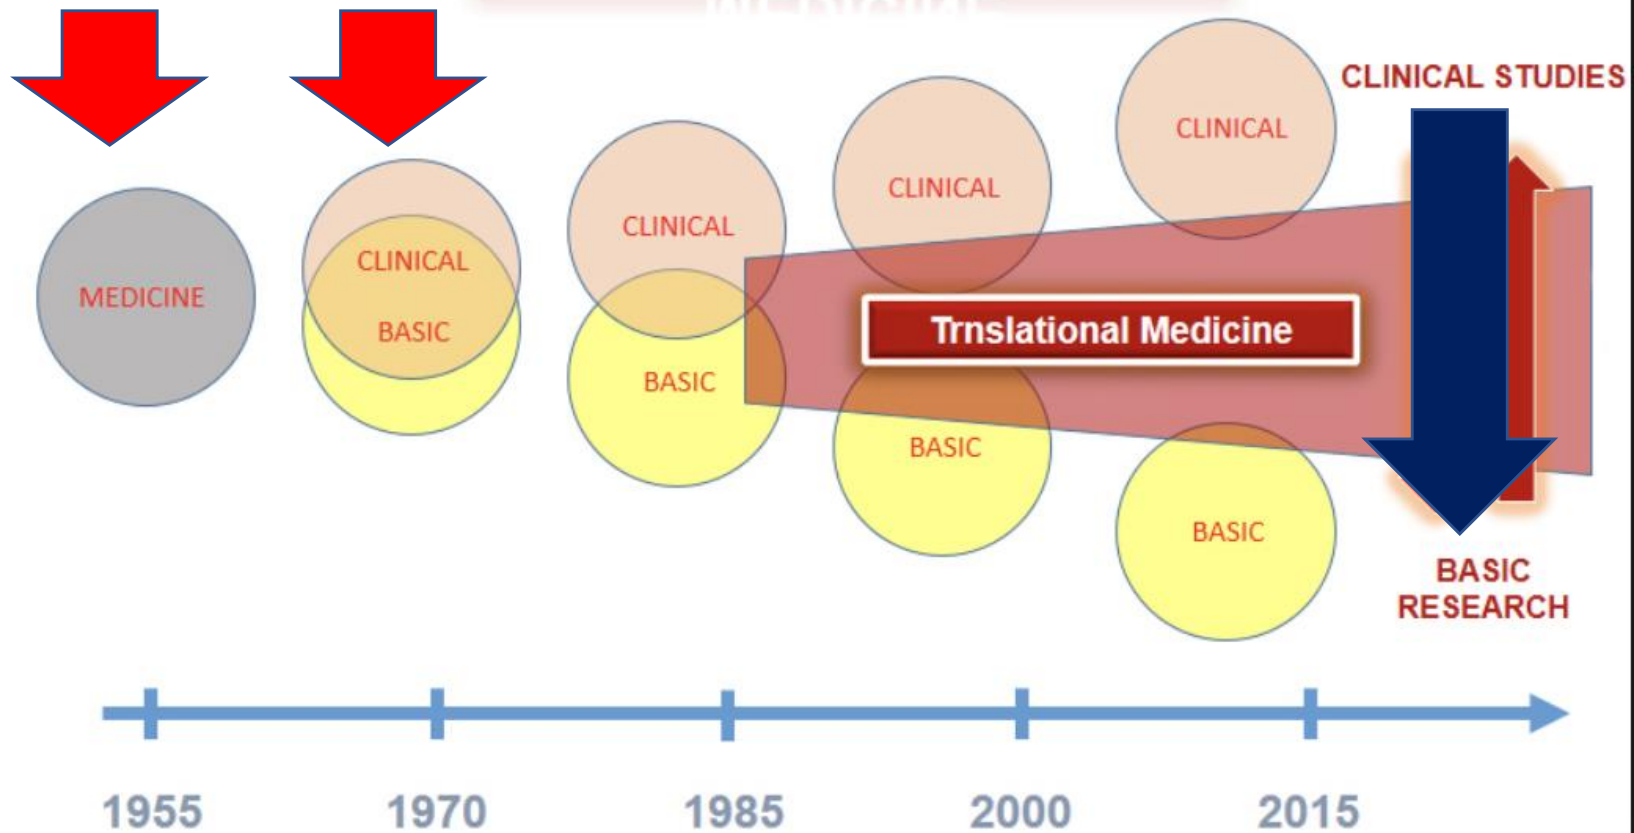 CLINICAL STUDIES
CLINICAL
CLINICAL
CLINICAL
CLINICAL
MEDICINE
BASIC
Trnslational Medicine
BASIC
BASIC
BASIC
BASIC
RESEARCH
1955
1970
1985
2000
2015